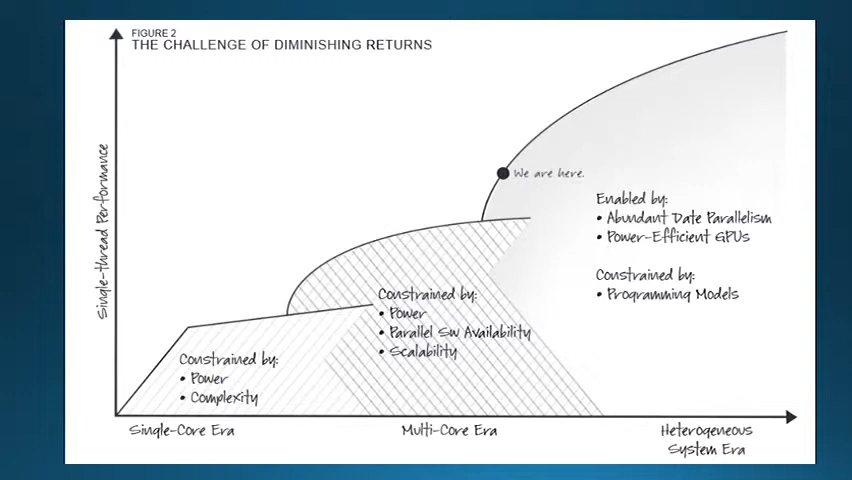 FIGURE 2
THE CHALLENGE OF DIMINISHING RETURNS
Single-thread Performance
We are here.
Enabled by:
• Abundant Date Parallelism
• Power-Efficient GPUs
Constrained by:
• Programming Models
Constrained by:
• Power
• Parallel SW Availability
• Scalability
Constrained by:
• Power
• Complexity
Single-Core Era
Multi-Core Era
Heterogeneous
System Era